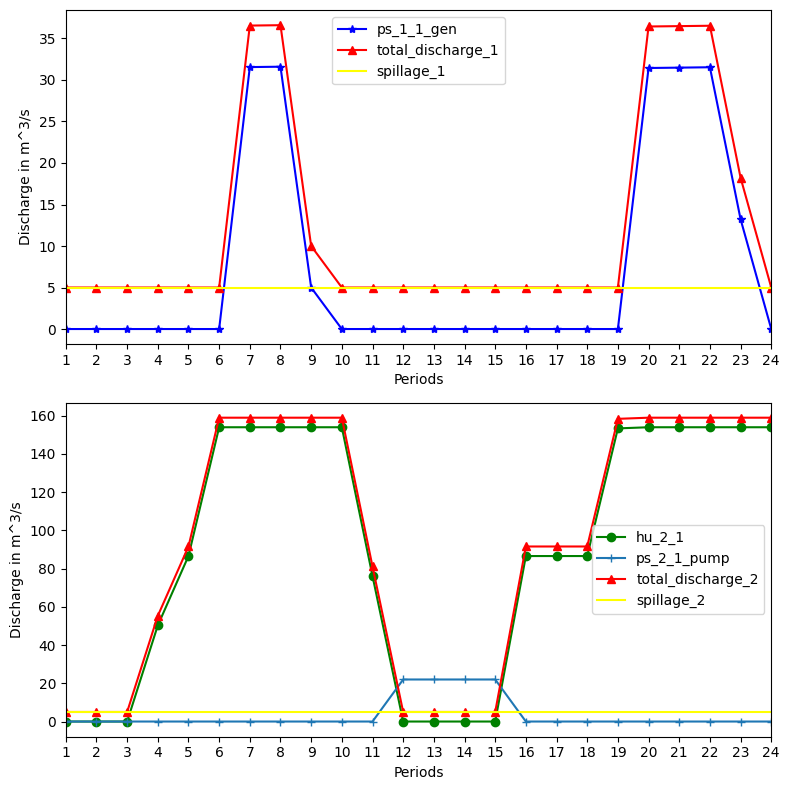 ps_1_1_gen
total_discharge_1
spillage_1
Discharge in m^3/s
35
30
25
20
15
10
5
0
1 2 3 4 5 6 7 8 9 10 11 12 13 14 15 16 17 18 19 20 21 22 23 24
Periods
hu_2_1
ps_2_1_pump
total_discharge_2
spillage_2
Discharge in m^3/s
160
140
120
100
80
60
40
20
0
1 2 3 4 5 6 7 8 9 10 11 12 13 14 15 16 17 18 19 20 21 22 23 24
Periods